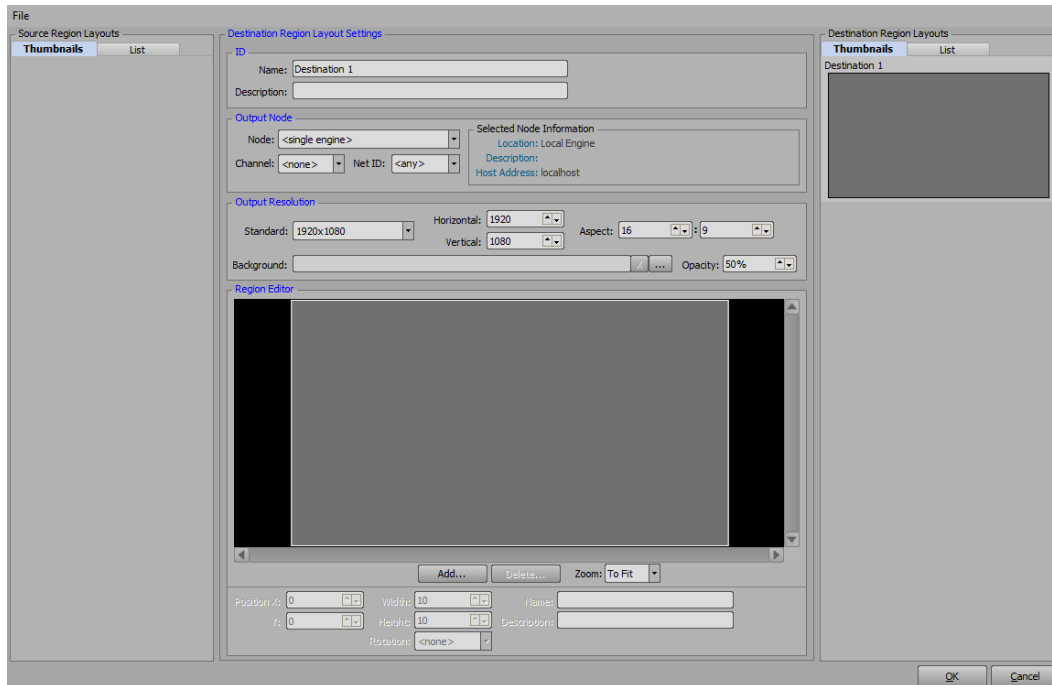 File
Source Region Layouts
Thumbnails List
Destination Region Layout Settings
ID
Name: Destination 1
Description:
Output Node
Node: <single engine>
Channel: <none> Net ID: <any>
Selected Node Information
Location: Local Engine
Description:
Host Address: localhost
Output Resolution
Standard: 1920x1080
Horizontal: 1920
Vertical: 1080
Aspect: 16 : 9
Background: X ... Opacity: 50%
Region Editor
Add... Delete... Zoom: To Fit
Position X: 0 Width: 10 Name:
Y: 0 Height: 10 Description:
Rotation: <none>
Destination Region Layouts
Thumbnails List
Destination 1
OK Cancel